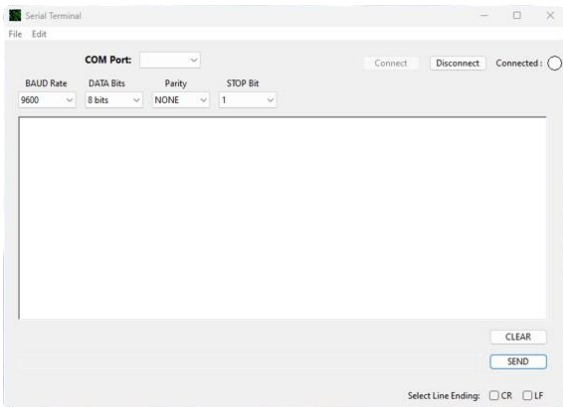 Serial Terminal
File Edit
COM Port:
Connect Disconnect Connected :
BAUD Rate DATA Bits Parity STOP Bit
9600 8 bits NONE 1
CLEAR
SEND
Select Line Ending: CR LF